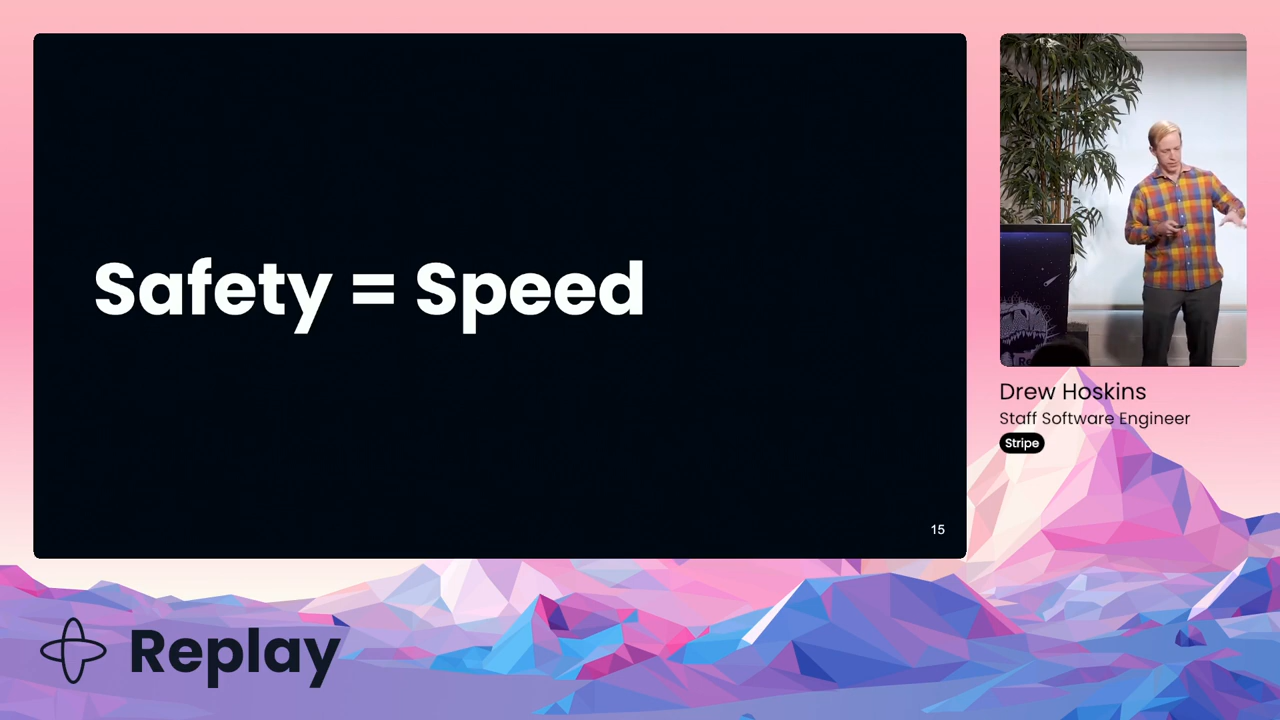 Safety = Speed
15
Drew Hoskins
Staff Software Engineer
Stripe
Replay